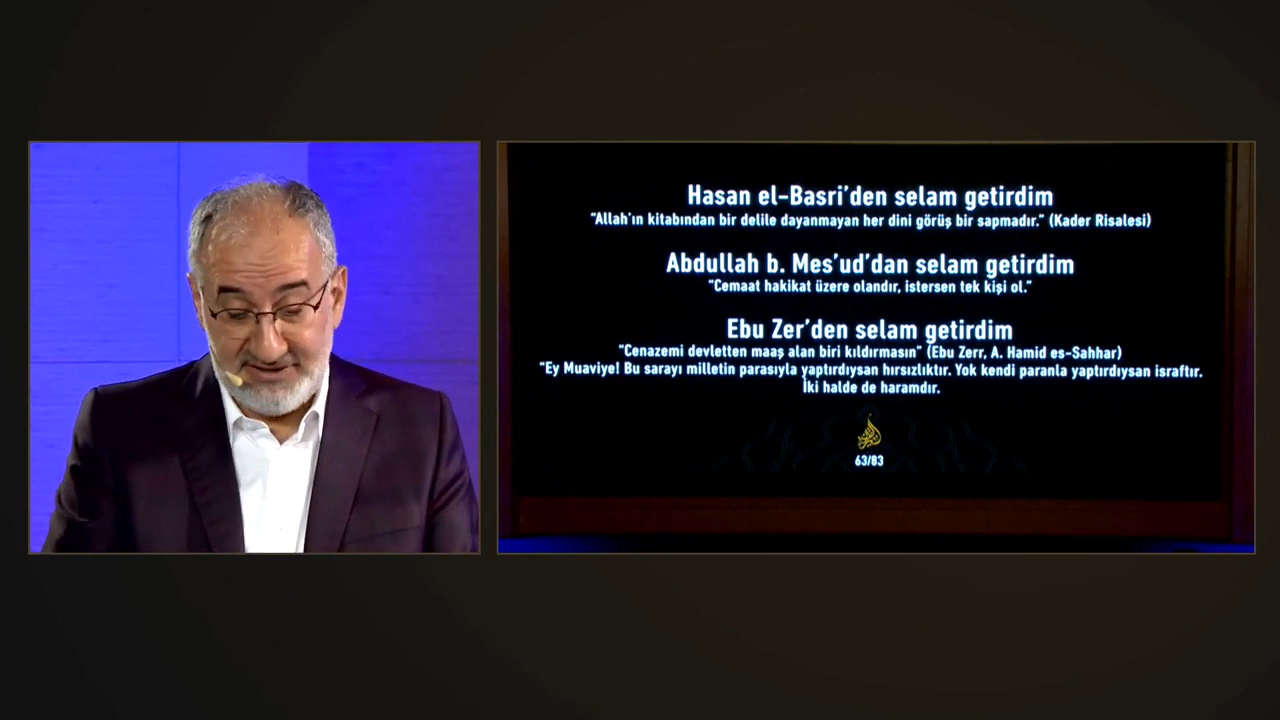 Hasan el-Basri’den selam getirdim
“Allah’ın kitabından bir delile dayanmayan her dini görüş bir sapmadır.” (Kader Risalesi)
Abdullah b. Mes’ud’dan selam getirdim
“Cemaat hakikat üzere olandır, istersen tek kişi ol.”
Ebu Zer’den selam getirdim
“Cenazemi devletten maaş alan biri kıldırmasın” (Ebu Zerr, A. Hamid es-Sahhar)
“Ey Muaviye! Bu sarayı milletin parasıyla yaptırdıysan hırsızlıktır. Yok kendi paranla yaptırdıysan israftır.
İki halde de haramdır.
63/83